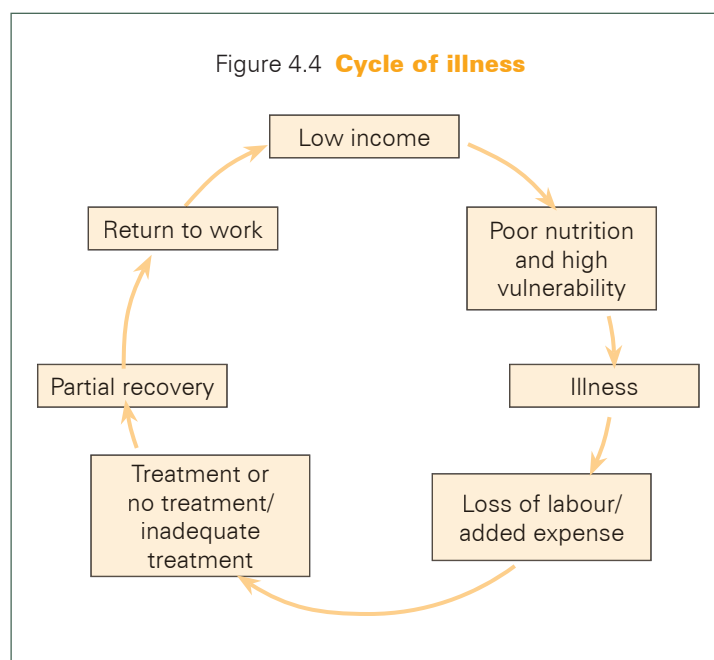 Figure 4.4 Cycle of illness
Low income
Poor nutrition
and high
vulnerability
Illness
Loss of labour/
added expense
Treatment or
no treatment/
inadequate
treatment
Partial recovery
Return to work